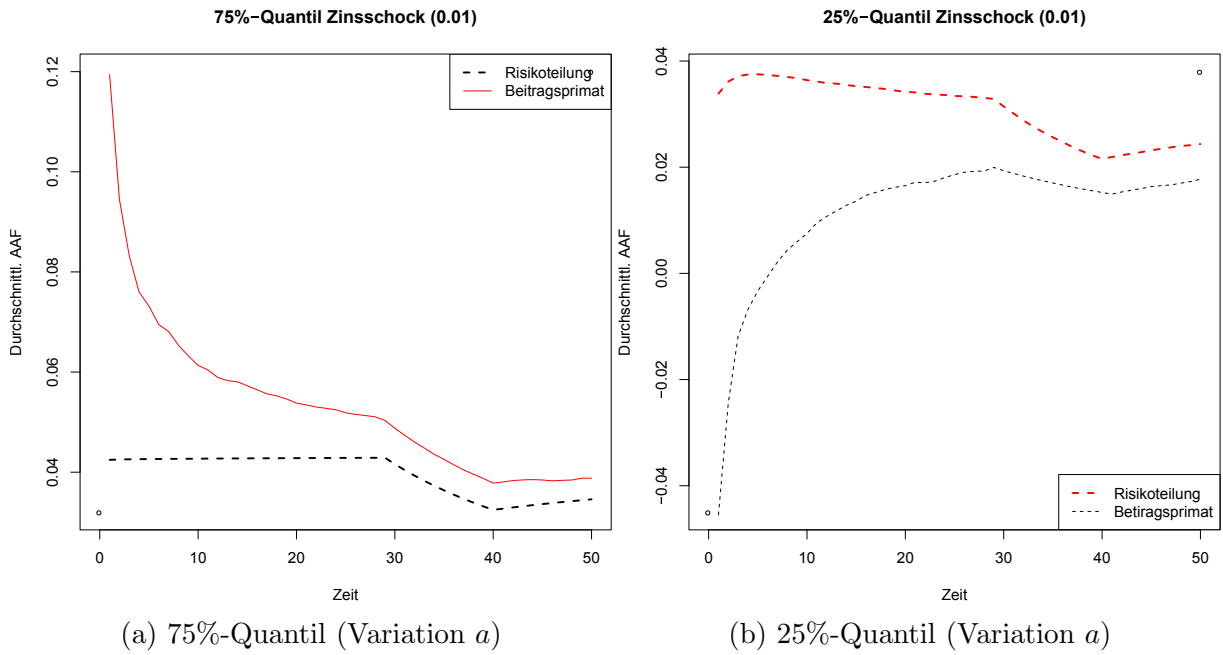 75%−Quantil Zinsschock (0.01)
Durchschnittl. AAF
0.12
0.10
0.08
0.06
0.04
0 10 20 30 40 50
Zeit
Risikoteilung
Beitragsprimat
(a) 75%-Quantil (Variation a)
25%−Quantil Zinsschock (0.01)
Durchschnittl. AAF
0.04
0.02
0.00
−0.02
−0.04
0 10 20 30 40 50
Zeit
Risikoteilung
Betiragsprimat
(b) 25%-Quantil (Variation a)